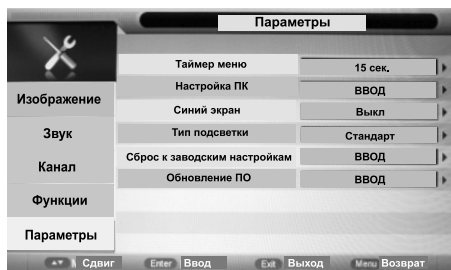 Параметры
Таймер меню 15 сек.
Настройка ПК ВВОД
Синий экран Выкл
Тип подсветки Стандарт
Сброс к заводским настройкам ВВОД
Обновление ПО ВВОД
Изображение
Звук
Канал
Функции
Параметры
Сдвиг Enter Ввод Exit Выход Menu Возврат